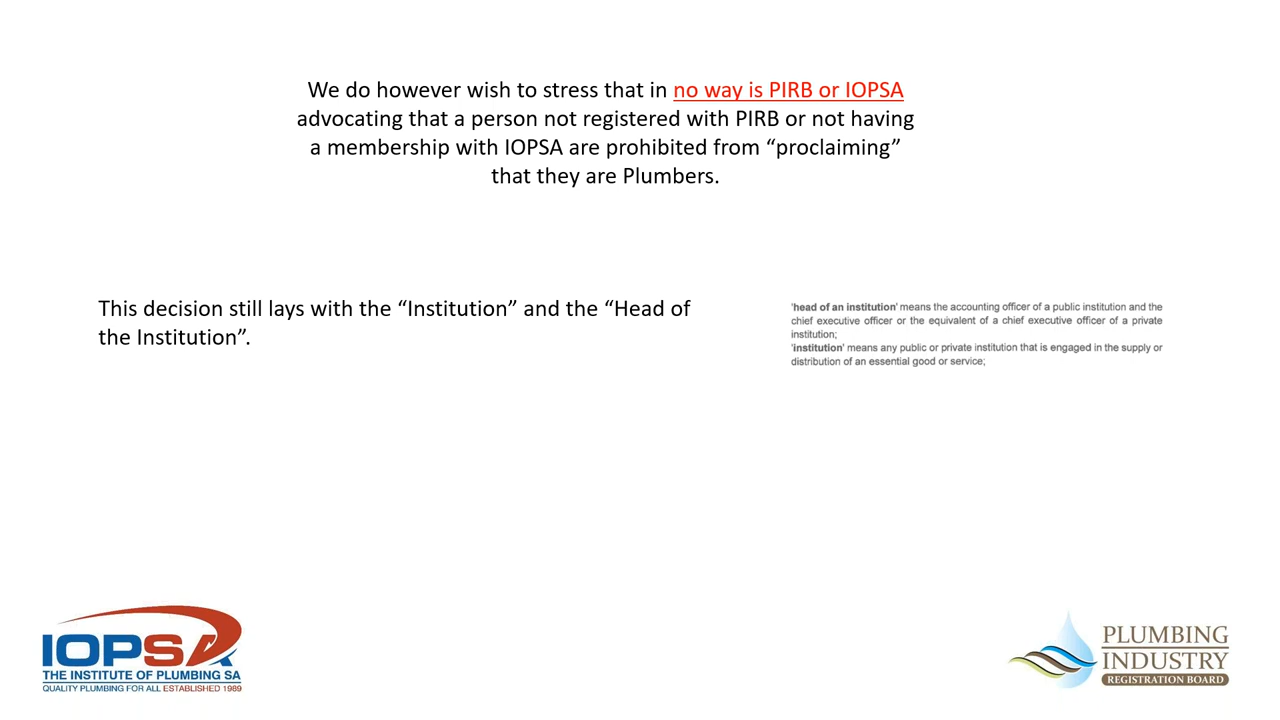 We do however wish to stress that in no way is PIRB or IOPSA
advocating that a person not registered with PIRB or not having
a membership with IOPSA are prohibited from “proclaiming”
that they are Plumbers.
This decision still lays with the “Institution” and the “Head of
the Institution”.
'head of an institution' means the accounting officer of a public institution and the
chief executive officer or the equivalent of a chief executive officer of a private
institution;
'institution' means any public or private institution that is engaged in the supply or
distribution of an essential good or service;
IOPSA
THE INSTITUTE OF PLUMBING SA
QUALITY PLUMBING FOR ALL ESTABLISHED 1989
PLUMBING
INDUSTRY
REGISTRATION BOARD